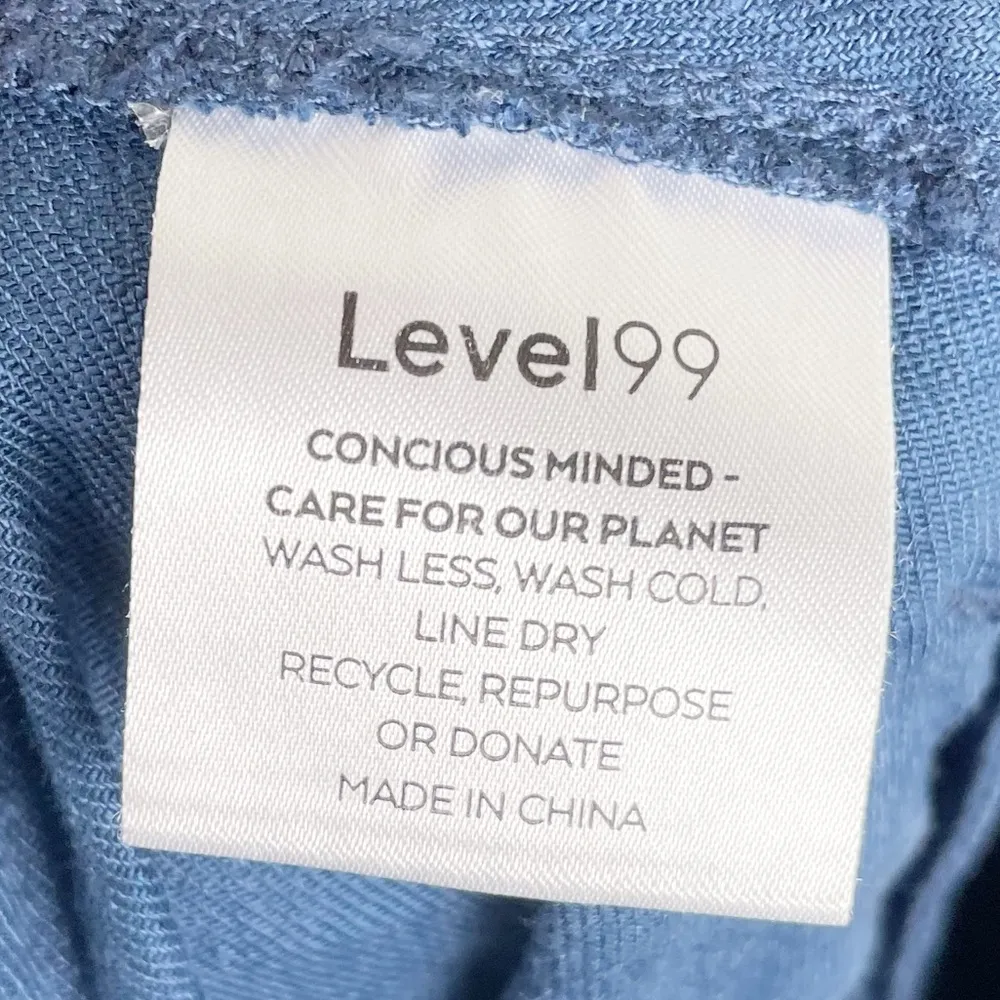 Level99
CONCIOUS MINDED -
CARE FOR OUR PLANET
WASH LESS, WASH COLD,
LINE DRY
RECYCLE, REPURPOSE
OR DONATE
MADE IN CHINA